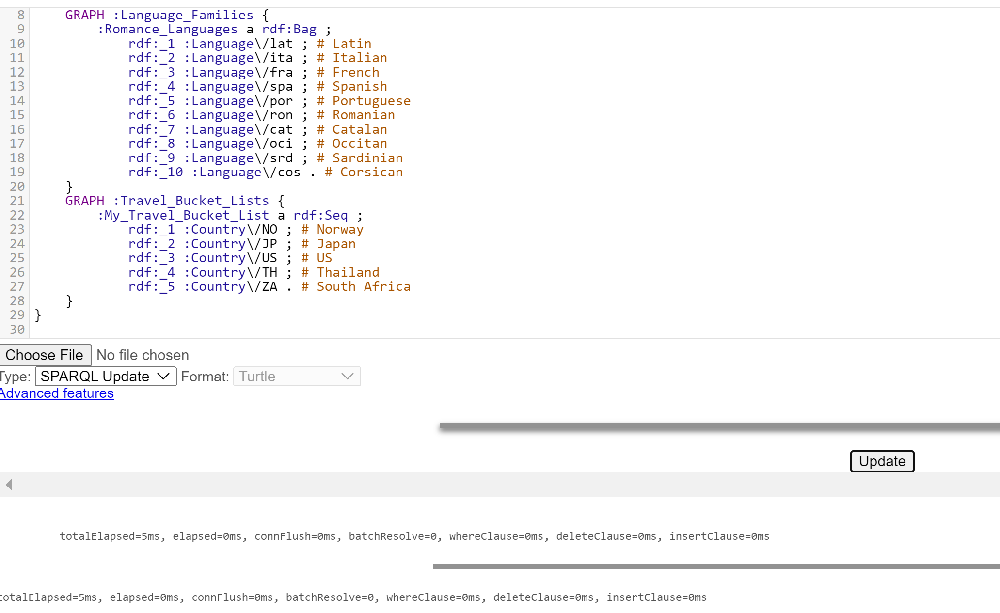 8 GRAPH :Language_Families {
9 :Romance_Languages a rdf:Bag ;
10 rdf:_1 :Language\/lat ; # Latin
11 rdf:_2 :Language\/ita ; # Italian
12 rdf:_3 :Language\/fra ; # French
13 rdf:_4 :Language\/spa ; # Spanish
14 rdf:_5 :Language\/por ; # Portuguese
15 rdf:_6 :Language\/ron ; # Romanian
16 rdf:_7 :Language\/cat ; # Catalan
17 rdf:_8 :Language\/oci ; # Occitan
18 rdf:_9 :Language\/srd ; # Sardinian
19 rdf:_10 :Language\/cos . # Corsican
20 }
21 GRAPH :Travel_Bucket_Lists {
22 :My_Travel_Bucket_List a rdf:Seq ;
23 rdf:_1 :Country\/NO ; # Norway
24 rdf:_2 :Country\/JP ; # Japan
25 rdf:_3 :Country\/US ; # US
26 rdf:_4 :Country\/TH ; # Thailand
27 rdf:_5 :Country\/ZA . # South Africa
28 }
29 }
30
Choose File No file chosen
Type: SPARQL Update Format: Turtle
Advanced features
Update
totalElapsed=5ms, elapsed=0ms, connFlush=0ms, batchResolve=0, whereClause=0ms, deleteClause=0ms, insertClause=0ms
totalElapsed=5ms, elapsed=0ms, connFlush=0ms, batchResolve=0, whereClause=0ms, deleteClause=0ms, insertClause=0ms